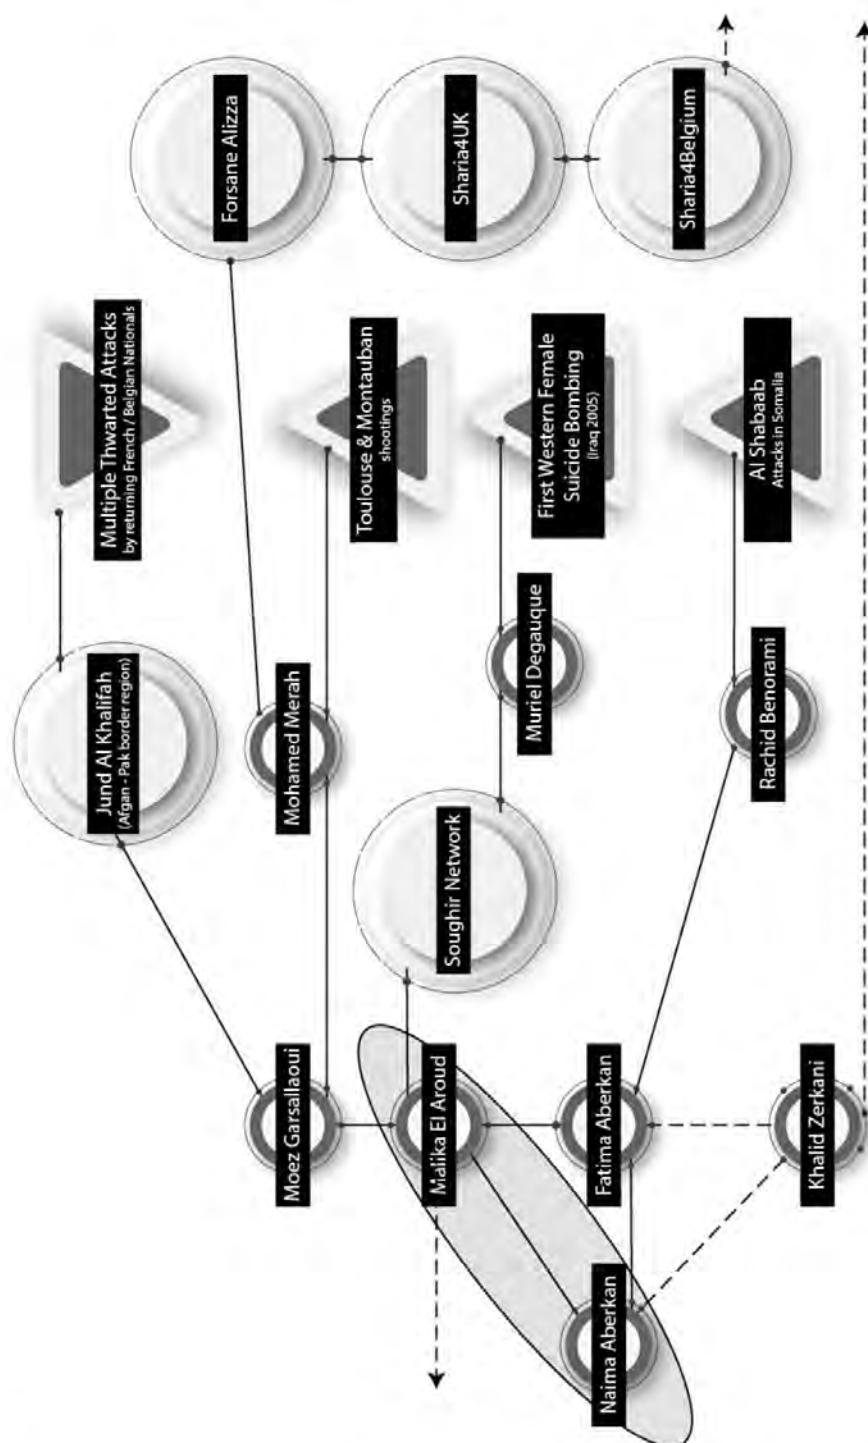 Jund Al Khalifah
(Afgan - Pak border region)
Multiple Thwarted Attacks
by returning French / Belgian Nationals
Forsane Alizza
Moez Garsallaoui
Mohamed Merah
Toulouse & Montauban
shootings
Malika El Aroud
Soughir Network
Sharia4UK
Muriel Degauque
First Western Female
Suicide Bombing
(Iraq 2005)
Naima Aberkan
Fatima Aberkan
Sharia4Belgium
Rachid Benorami
Al Shabaab
Attacks in Somalia
Khalid Zerkani